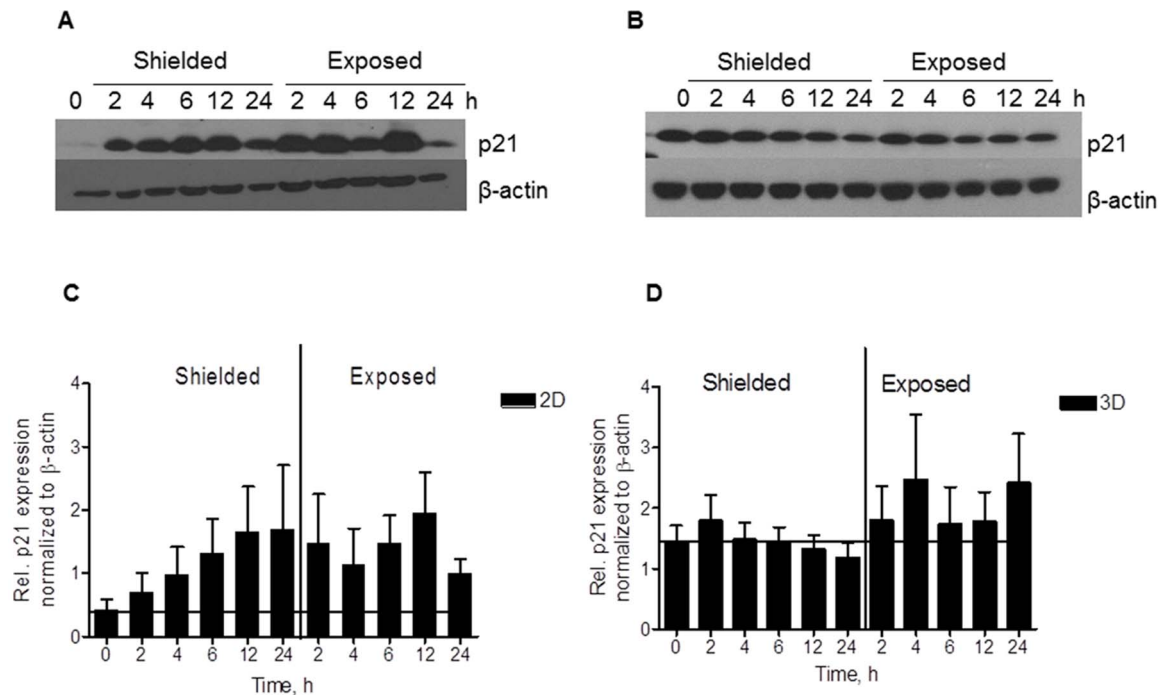 A
Shielded Exposed
0 2 4 6 12 24 2 4 6 12 24 h
p21
β-actin
B
Shielded Exposed
0 2 4 6 12 24 2 4 6 12 24 h
p21
β-actin
C
Shielded Exposed
2D
Rel. p21 expression
normalized to β-actin
4
3
2
1
0
0 2 4 6 12 24 2 4 6 12 24
Time, h
D
Shielded Exposed
3D
Rel. p21 expression
normalized to β-actin
4
3
2
1
0
0 2 4 6 12 24 2 4 6 12 24
Time, h